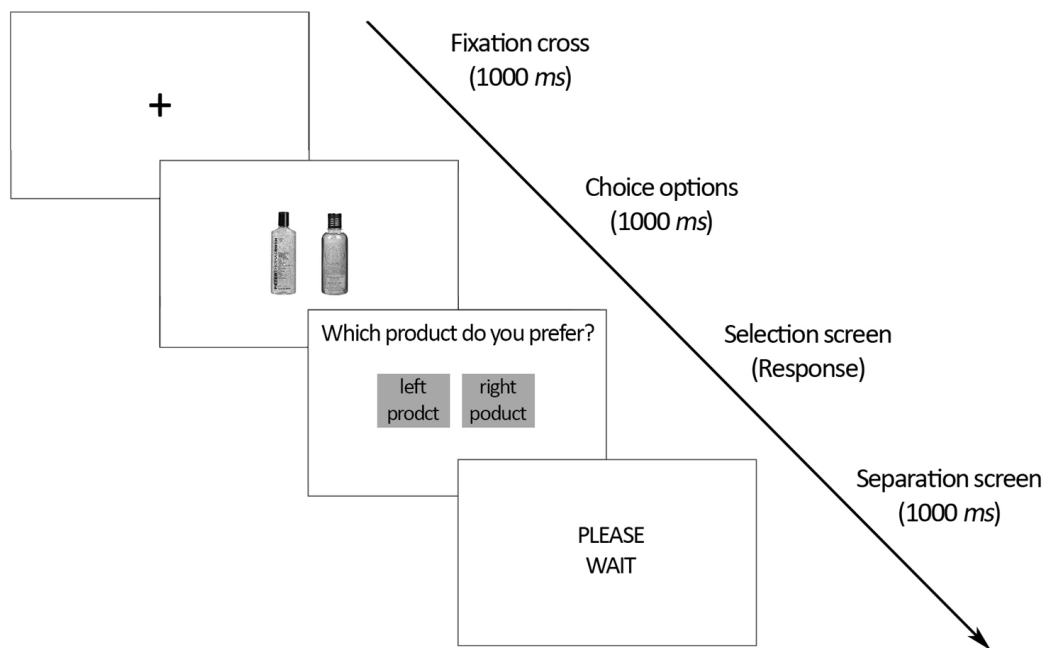 Fixation cross
(1000 ms)
Choice options
(1000 ms)
Which product do you prefer?
left
prodct
right
poduct
Selection screen
(Response)
Separation screen
(1000 ms)
PLEASE
WAIT